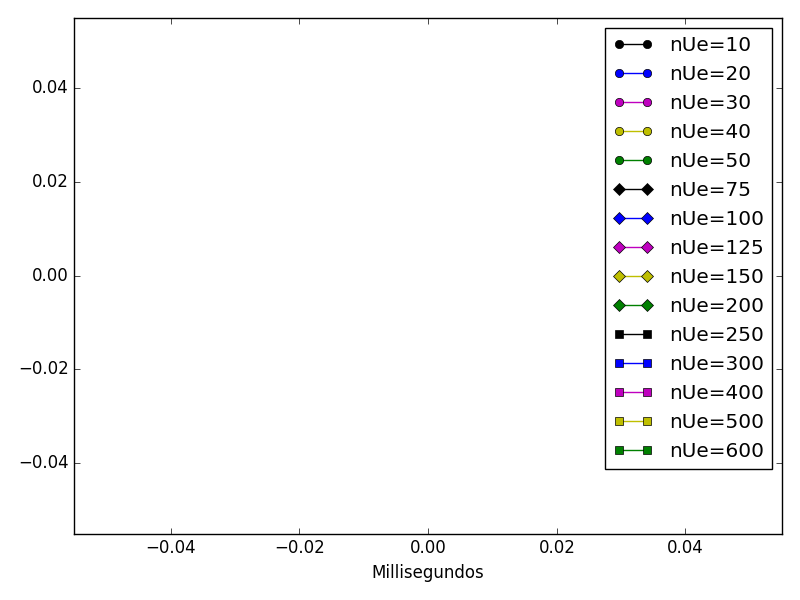 0.04
0.02
0.00
−0.02
−0.04
−0.04
−0.02
0.00
0.02
0.04
Millisegundos
nUe=10
nUe=20
nUe=30
nUe=40
nUe=50
nUe=75
nUe=100
nUe=125
nUe=150
nUe=200
nUe=250
nUe=300
nUe=400
nUe=500
nUe=600